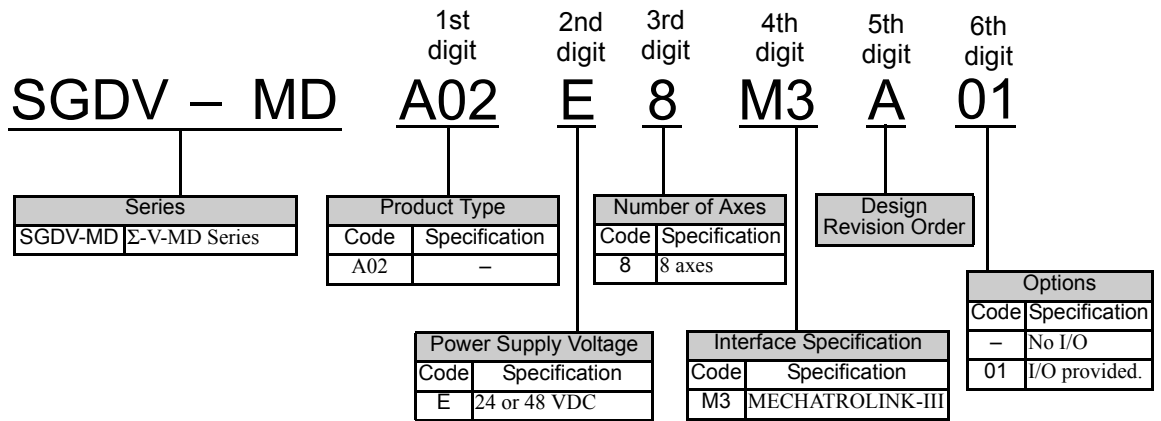 1st digit
2nd digit
3rd digit
4th digit
5th digit
6th digit
SGDV – MD A02 E 8 M3 A 01
Series
SGDV-MD Σ-V-MD Series
Product Type
Code Specification
A02 –
Number of Axes
Code Specification
8 8 axes
Design
Revision Order
Options
Code Specification
– No I/O
01 I/O provided.
Power Supply Voltage
Code Specification
E 24 or 48 VDC
Interface Specification
Code Specification
M3 MECHATROLINK-III